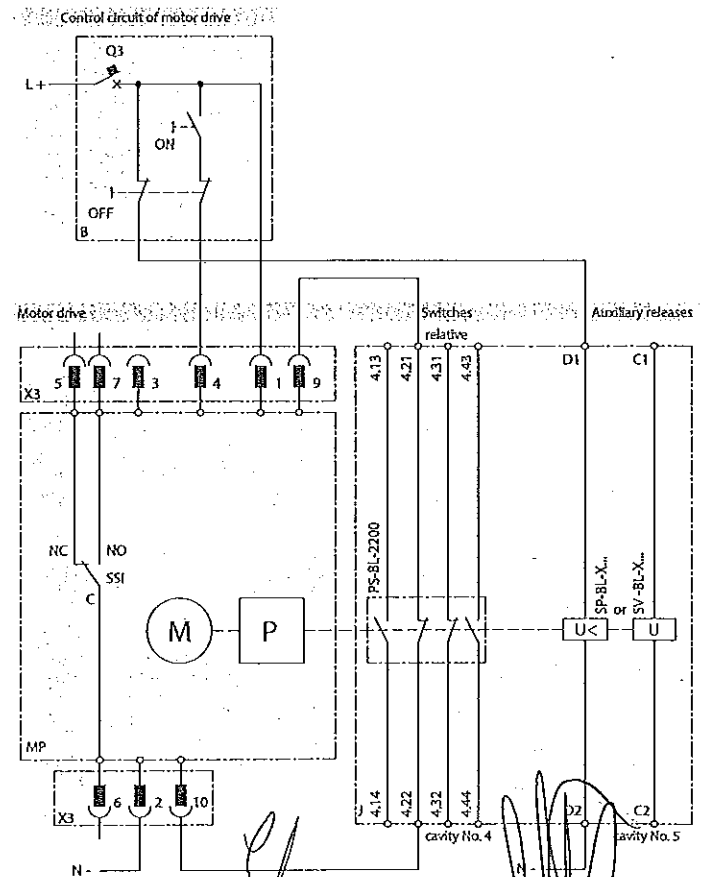 Control circuit of motor drive
Q3
L+
X
ON
OFF
B
Motor drive
Switches
relative
Auxiliary releases
X3
5
7
3
4
1
9
4.13
4.21
4.31
4.43
D1
C1
NC
NO
SSI
C
M
P
PS-BL-2200
SP-BL-X...
or
SV-BL-X...
U<
U
MP
X3
6
2
10
J
4.14
4.22
4.32
4.44
D2
C2
cavity No. 4
cavity No. 5
N
N